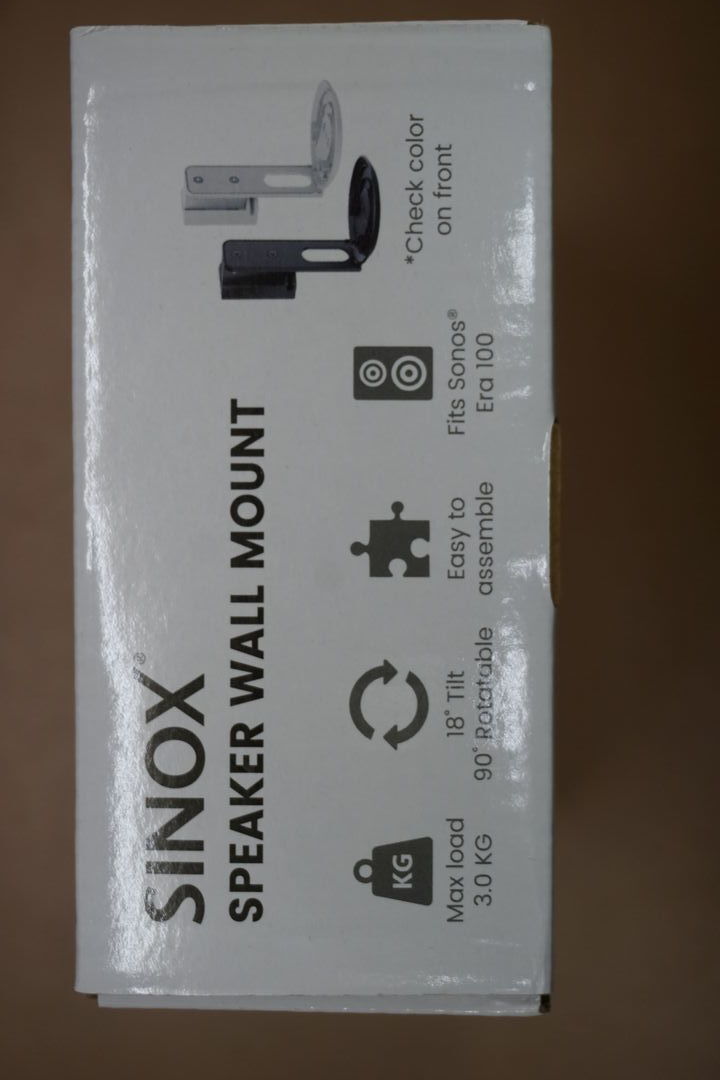 SINOX®
SPEAKER WALL MOUNT
KG
Max load
3.0 KG
18° Tilt
90° Rotatable
Easy to
assemble
Fits Sonos®
Era 100
*Check color
on front